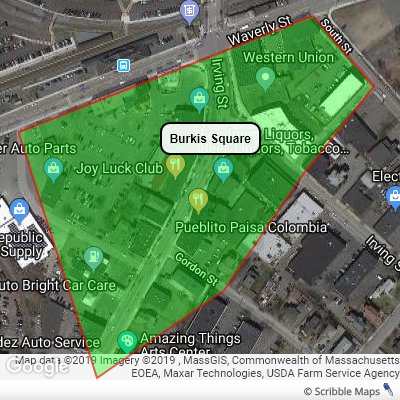 Waverly St
South St
Western Union
Irving St
Liquors,
ors, Tobacco...
Burkis Square
er Auto Parts
Joy Luck Club
Elect
Pueblito Paisa Colombia
Irving St
epublic
Supply
Gordon St
uto Bright Car Care
dez Auto Service
Amazing Things
Arts Center
Google
Map data ©2019 Imagery ©2019 , MassGIS, Commonwealth of Massachusetts
EOEA, Maxar Technologies, USDA Farm Service Agency
© Scribble Maps